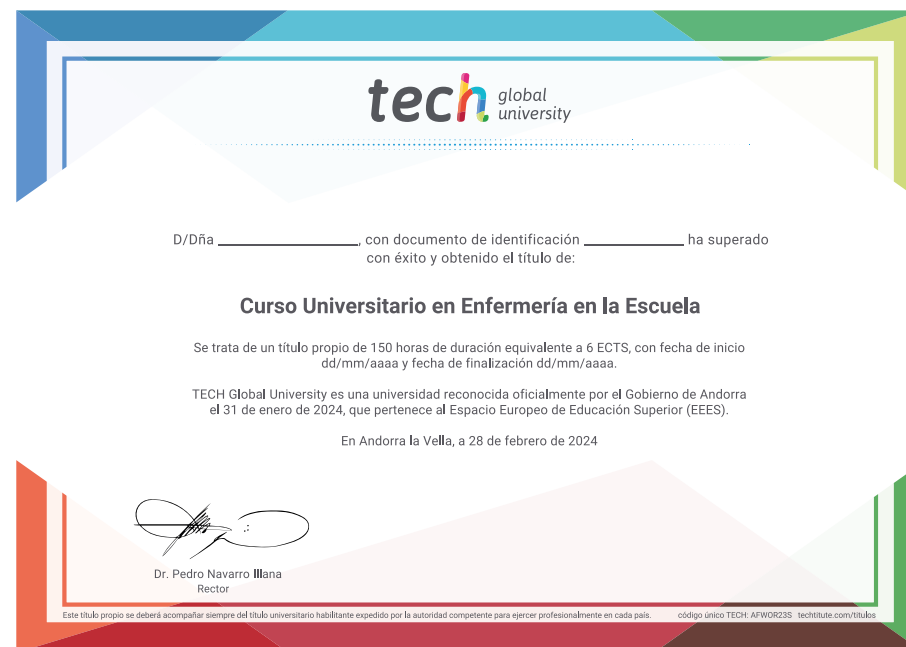 tech global university
D/Dña ____________________, con documento de identificación ______________ ha superado
con éxito y obtenido el título de:
Curso Universitario en Enfermería en la Escuela
Se trata de un título propio de 150 horas de duración equivalente a 6 ECTS, con fecha de inicio
dd/mm/aaaa y fecha de finalización dd/mm/aaaa.
TECH Global University es una universidad reconocida oficialmente por el Gobierno de Andorra
el 31 de enero de 2024, que pertenece al Espacio Europeo de Educación Superior (EEES).
En Andorra la Vella, a 28 de febrero de 2024
Dr. Pedro Navarro Illana
Rector
Este título propio se deberá acompañar siempre del título universitario habilitante expedido por la autoridad competente para ejercer profesionalmente en cada país. código único TECH: AFWOR23S techtitute.com/titulos